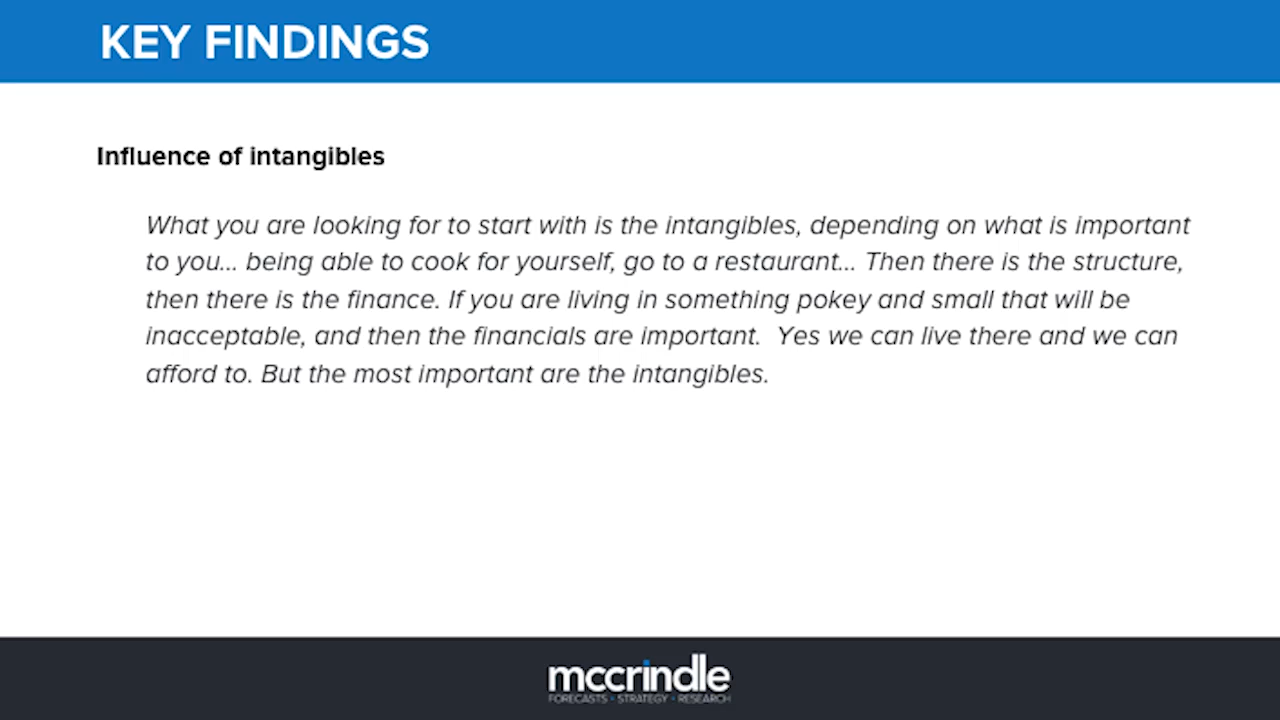 KEY FINDINGS
Influence of intangibles
What you are looking for to start with is the intangibles, depending on what is important
to you... being able to cook for yourself, go to a restaurant... Then there is the structure,
then there is the finance. If you are living in something pokey and small that will be
inacceptable, and then the financials are important.  Yes we can live there and we can
afford to. But the most important are the intangibles.
mccrindle
FORECASTS • STRATEGY • RESEARCH